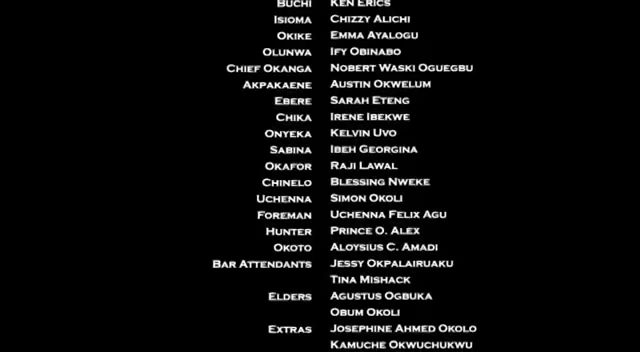 Buchi Ken Erics
Isioma Chizzy Alichi
Okike Emma Ayalogu
Olunwa Ify Obinabo
Chief Okanga Nobert Waski Oguegbu
Akpakaene Austin Okwelum
Ebere Sarah Eteng
Chika Irene Ibekwe
Onyeka Kelvin Uvo
Sabina Ibeh Georgina
Okafor Raji Lawal
Chinelo Blessing Nweke
Uchenna Simon Okoli
Foreman Uchenna Felix Agu
Hunter Prince O. Alex
Okoto Aloysius C. Amadi
Bar Attendants Jessy Okpalairuaku
Tina Mishack
Elders Agustus Ogbuka
Obum Okoli
Extras Josephine Ahmed Okolo
Kamuche Okwuchukwu